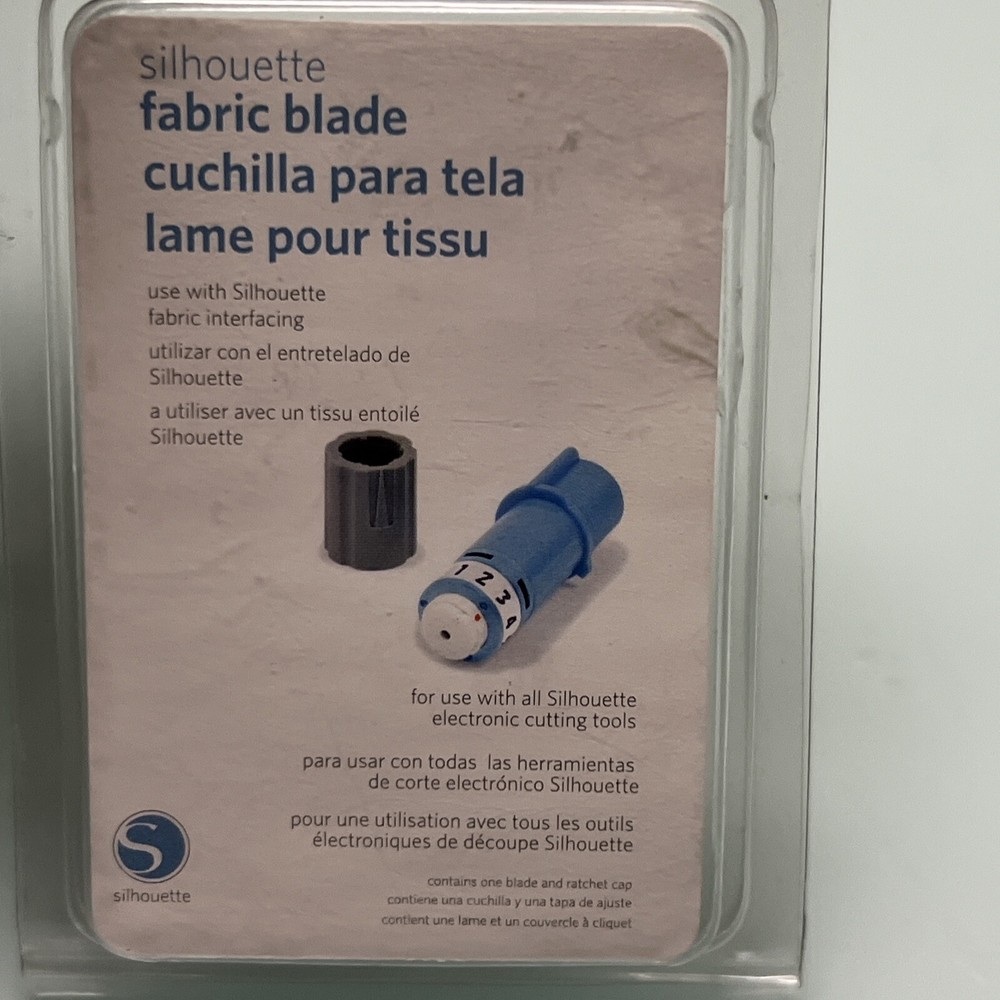 silhouette
fabric blade
cuchilla para tela
lame pour tissu
use with Silhouette
fabric interfacing
utilizar con el entretelado de
Silhouette
a utiliser avec un tissu entoilé
Silhouette
1 2 3 4
for use with all Silhouette
electronic cutting tools
para usar con todas las herramientas
de corte electrónico Silhouette
pour une utilisation avec tous les outils
électroniques de découpe Silhouette
S
silhouette
contains one blade and ratchet cap
contiene una cuchilla y una tapa de ajuste
contient une lame et un couvercle à cliquet